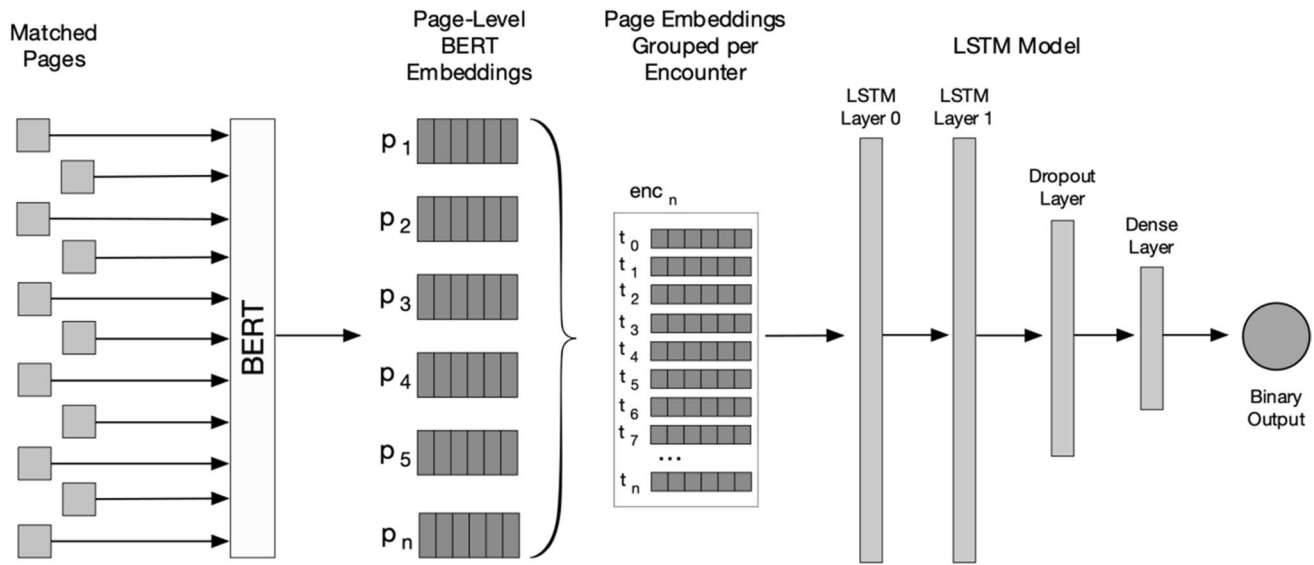 Matched
Pages
Page-Level
BERT
Embeddings
Page Embeddings
Grouped per
Encounter
LSTM Model
LSTM
Layer 0
LSTM
Layer 1
Dropout
Layer
Dense
Layer
BERT
p 1
p 2
p 3
p 4
p 5
p n
enc n
t 0
t 1
t 2
t 3
t 4
t 5
t 6
t 7
...
t n
Binary
Output